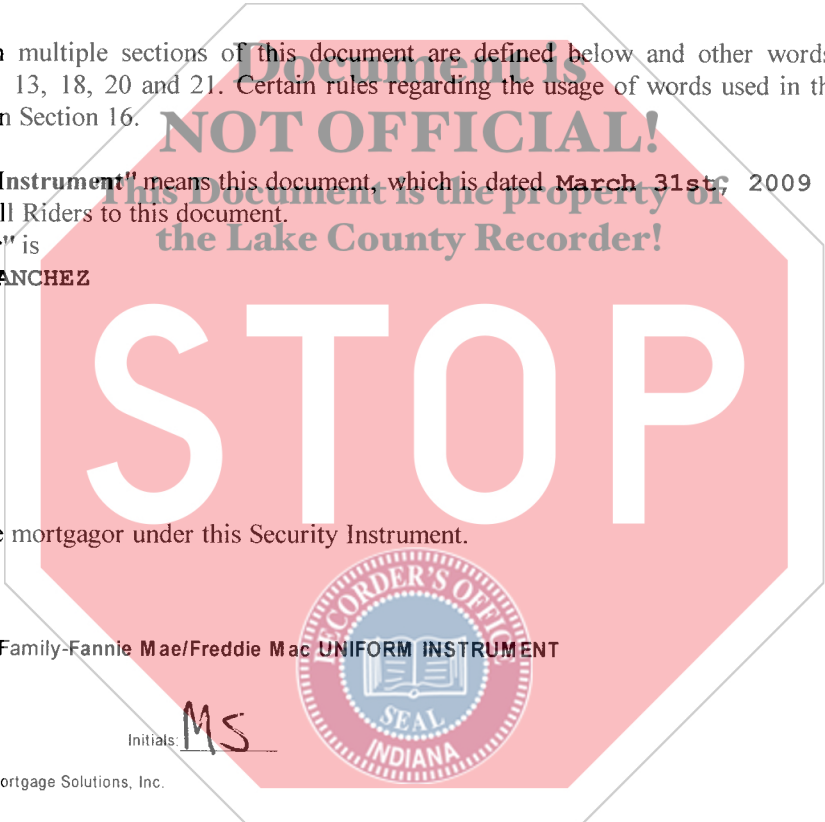 multiple sections of this document are defined below and other words
13, 18, 20 and 21. Certain rules regarding the usage of words used in th
n Section 16.
Document is
NOT OFFICIAL!
This Document is the property of
the Lake County Recorder!
Instrument" means this document, which is dated March 31st, 2009
ll Riders to this document.
" is
ANCHEZ
STOP
e mortgagor under this Security Instrument.
RECORDER'S OFFICE
SEAL
INDIANA
Family-Fannie Mae/Freddie Mac UNIFORM INSTRUMENT
Initials: MS
ortgage Solutions, Inc.